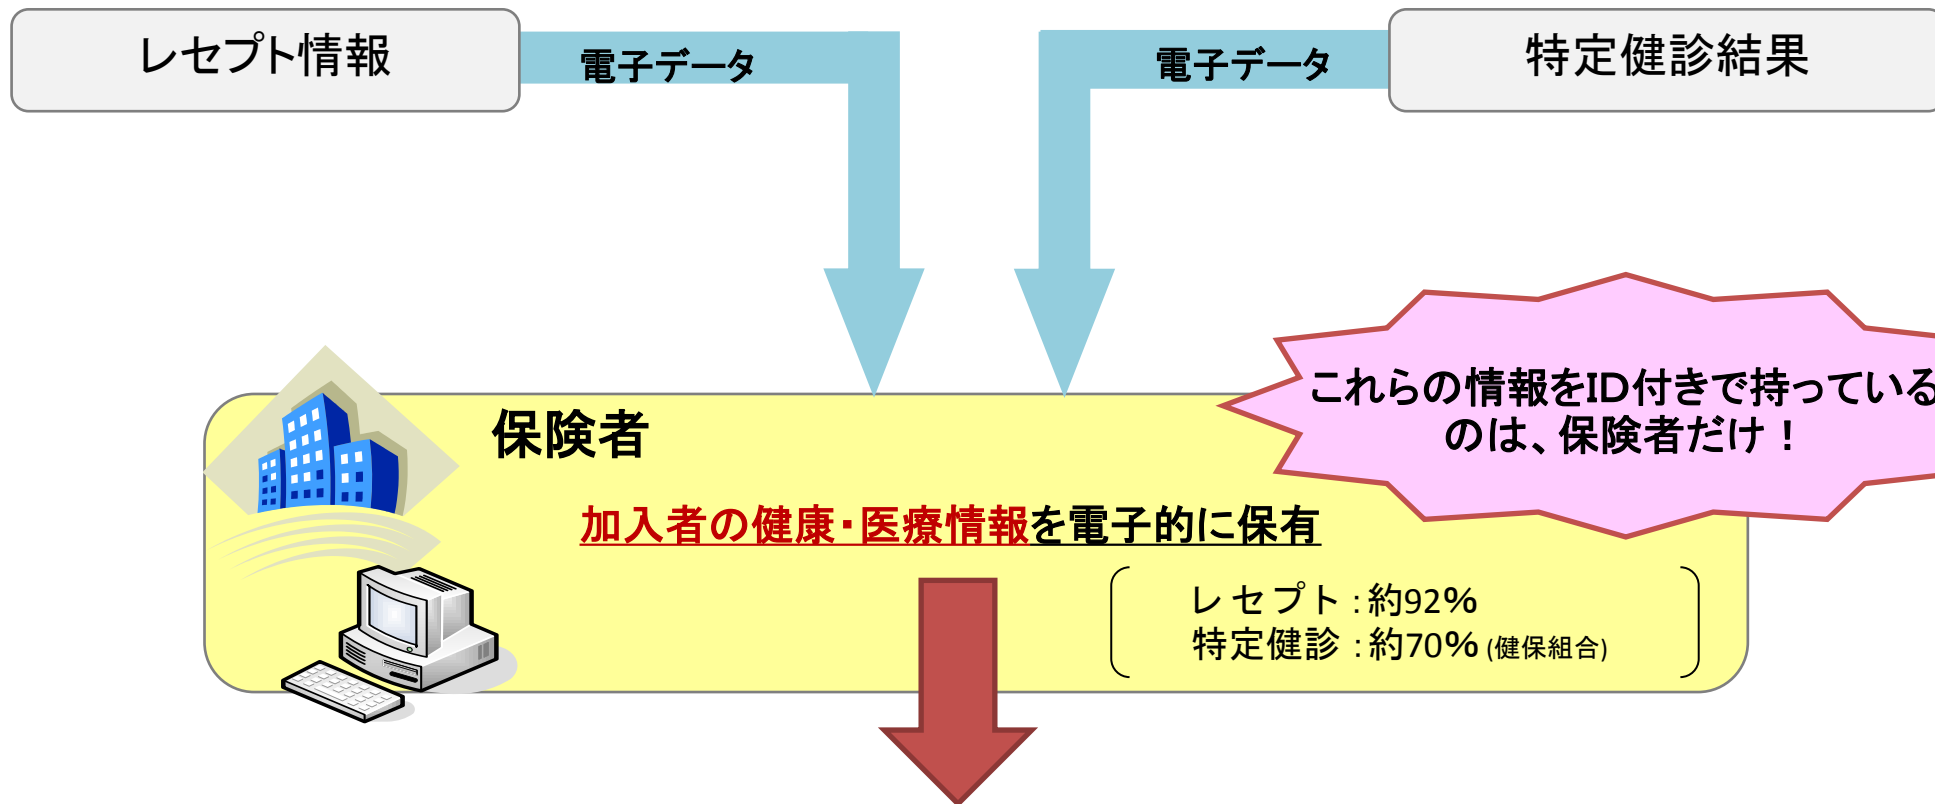 レセプト情報
電子データ
電子データ
特定健診結果
これらの情報をID付きで持っている
のは、保険者だけ！
保険者
加入者の健康・医療情報を電子的に保有
レセプト：約92%
特定健診：約70% (健保組合)